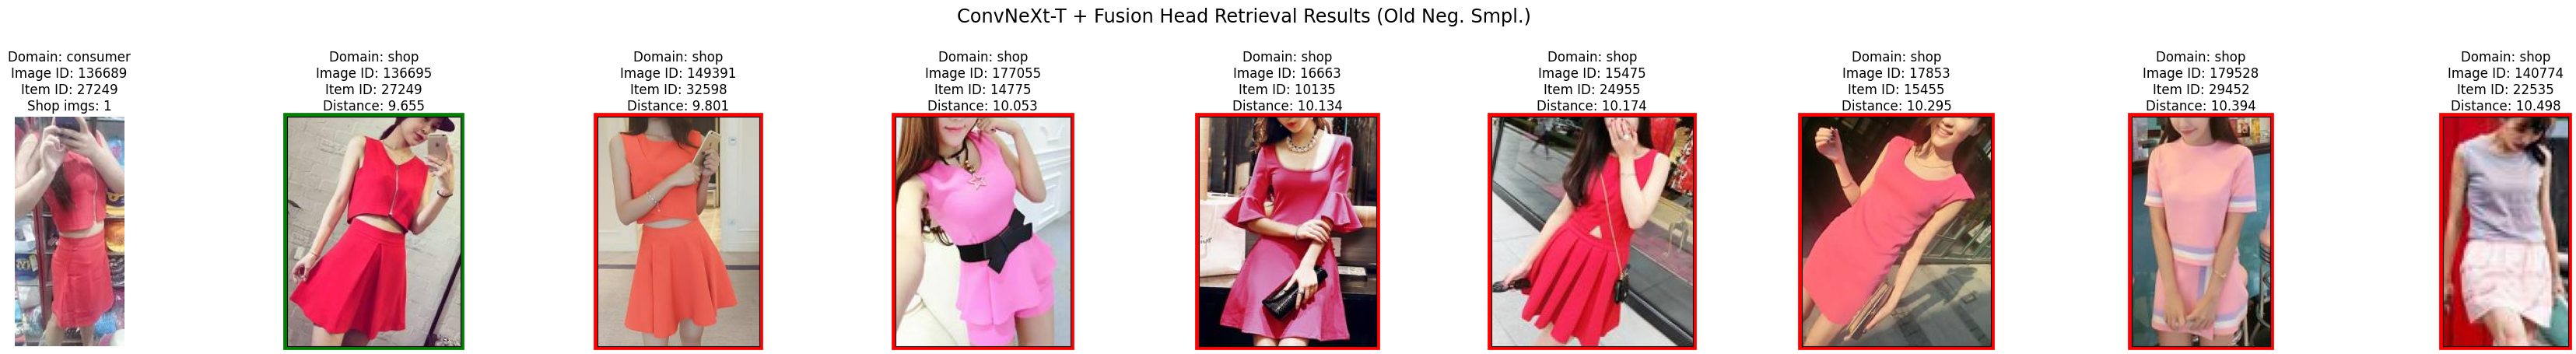 ConvNeXt-T + Fusion Head Retrieval Results (Old Neg. Smpl.)
Domain: consumer
Image ID: 136689
Item ID: 27249
Shop imgs: 1
Domain: shop
Image ID: 136695
Item ID: 27249
Distance: 9.655
Domain: shop
Image ID: 149391
Item ID: 32598
Distance: 9.801
Domain: shop
Image ID: 177055
Item ID: 14775
Distance: 10.053
Domain: shop
Image ID: 16663
Item ID: 10135
Distance: 10.134
Domain: shop
Image ID: 15475
Item ID: 24955
Distance: 10.174
Domain: shop
Image ID: 17853
Item ID: 15455
Distance: 10.295
Domain: shop
Image ID: 179528
Item ID: 29452
Distance: 10.394
Domain: shop
Image ID: 140774
Item ID: 22535
Distance: 10.498